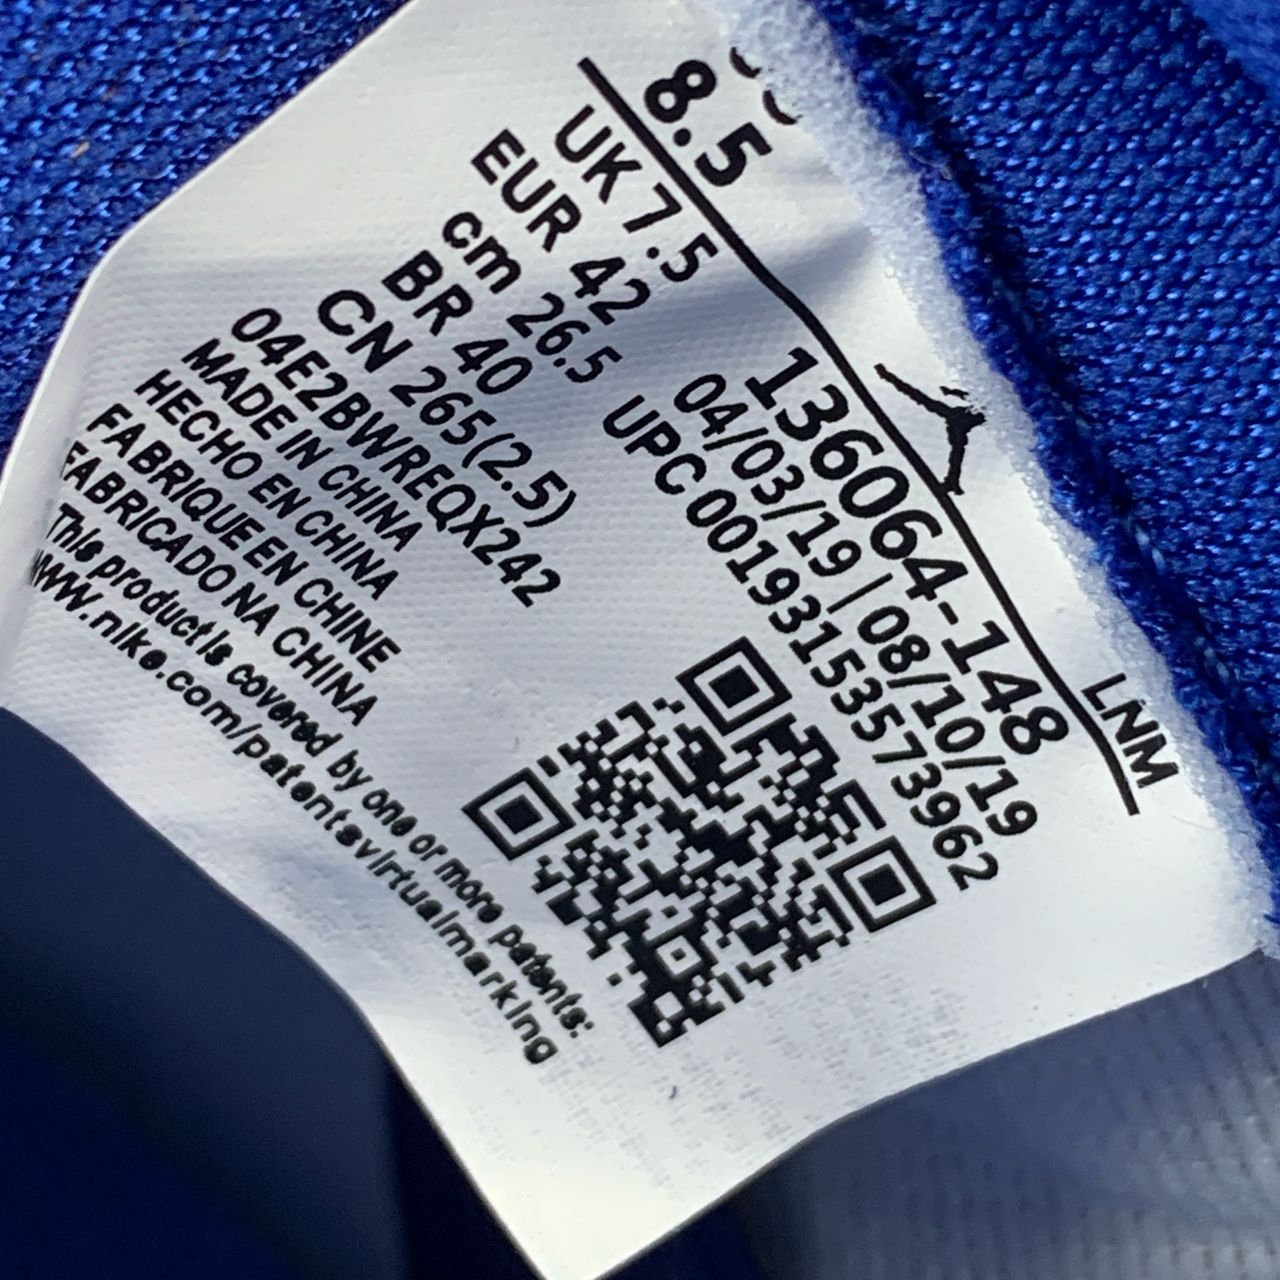 8.5
LNM
UK 7.5
EUR 42
cm 26.5
BR 40
CN 265(2.5)
04E2BWREQX242
MADE IN CHINA
HECHO EN CHINA
FABRIQUE EN CHINE
FABRICADO NA CHINA
This product is covered by one or more patents:
www.nike.com/patentsvirtualmarking
136064-148
04/03/19 | 08/10/19
UPC 00193153573962